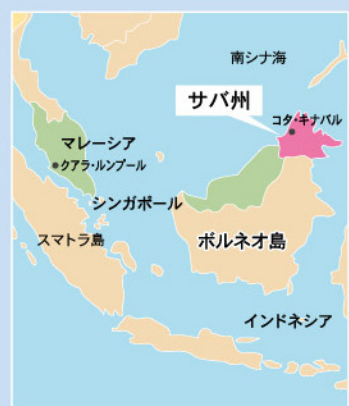 南シナ海
サバ州
コタ・キナバル
マレーシア
クアラ・ルンプール
シンガポール
スマトラ島
ボルネオ島
インドネシア